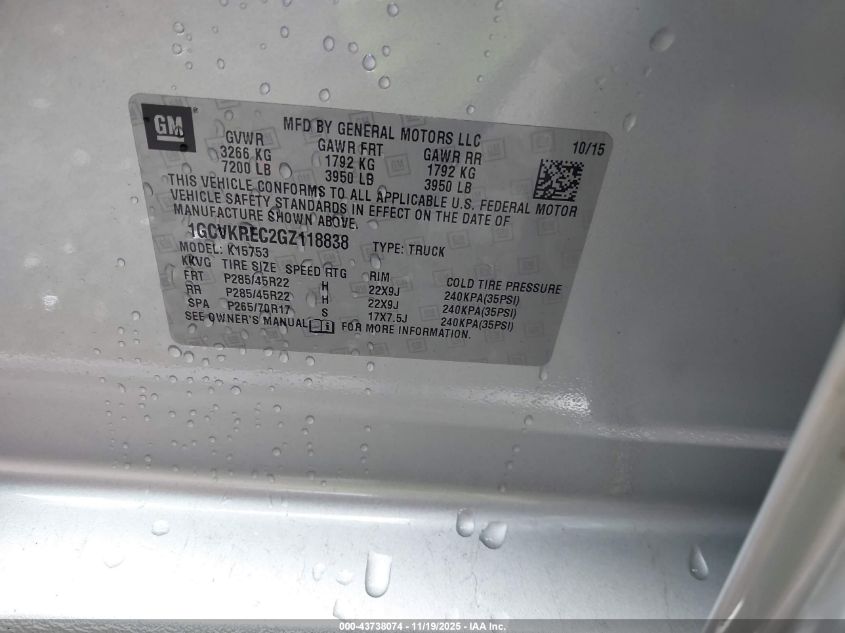 GM ®
MFD BY GENERAL MOTORS LLC
10/15
GVWR GAWR FRT GAWR RR
3266 KG 1792 KG 1792 KG
7200 LB 3950 LB 3950 LB
THIS VEHICLE CONFORMS TO ALL APPLICABLE U.S. FEDERAL MOTOR
VEHICLE SAFETY STANDARDS IN EFFECT ON THE DATE OF
MANUFACTURE SHOWN ABOVE.
1GCVKREC2GZ118838
MODEL: K15753 TYPE: TRUCK
KKVG TIRE SIZE SPEED RTG RIM COLD TIRE PRESSURE
FRT P285/45R22 H 22X9J 240KPA(35PSI)
RR P285/45R22 H 22X9J 240KPA(35PSI)
SPA P265/70R17 S 17X7.5J 240KPA(35PSI)
SEE OWNER'S MANUAL FOR MORE INFORMATION.
000-43738074 - 11/19/2025 - IAA Inc.